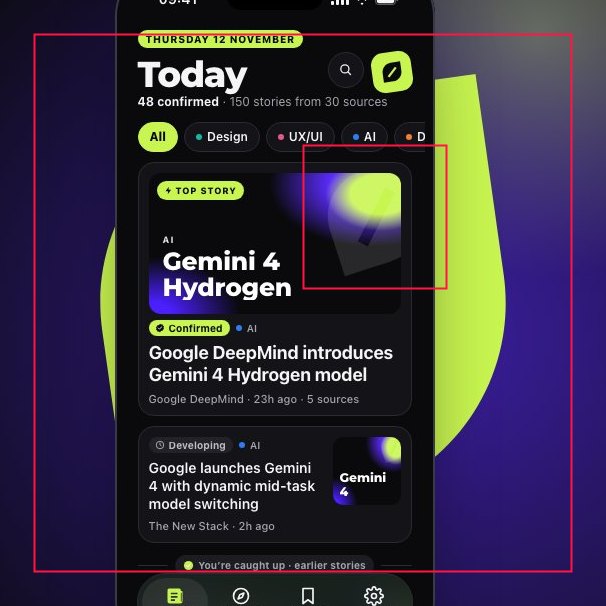 09:41
THURSDAY 12 NOVEMBER
Today
48 confirmed · 150 stories from 30 sources
All
Design
UX/UI
AI
D
TOP STORY
AI
Gemini 4
Hydrogen
Confirmed
AI
Google DeepMind introduces
Gemini 4 Hydrogen model
Google DeepMind · 23h ago · 5 sources
Developing
AI
Google launches Gemini
4 with dynamic mid-task
model switching
The New Stack · 2h ago
Gemini
4
You're caught up · earlier stories